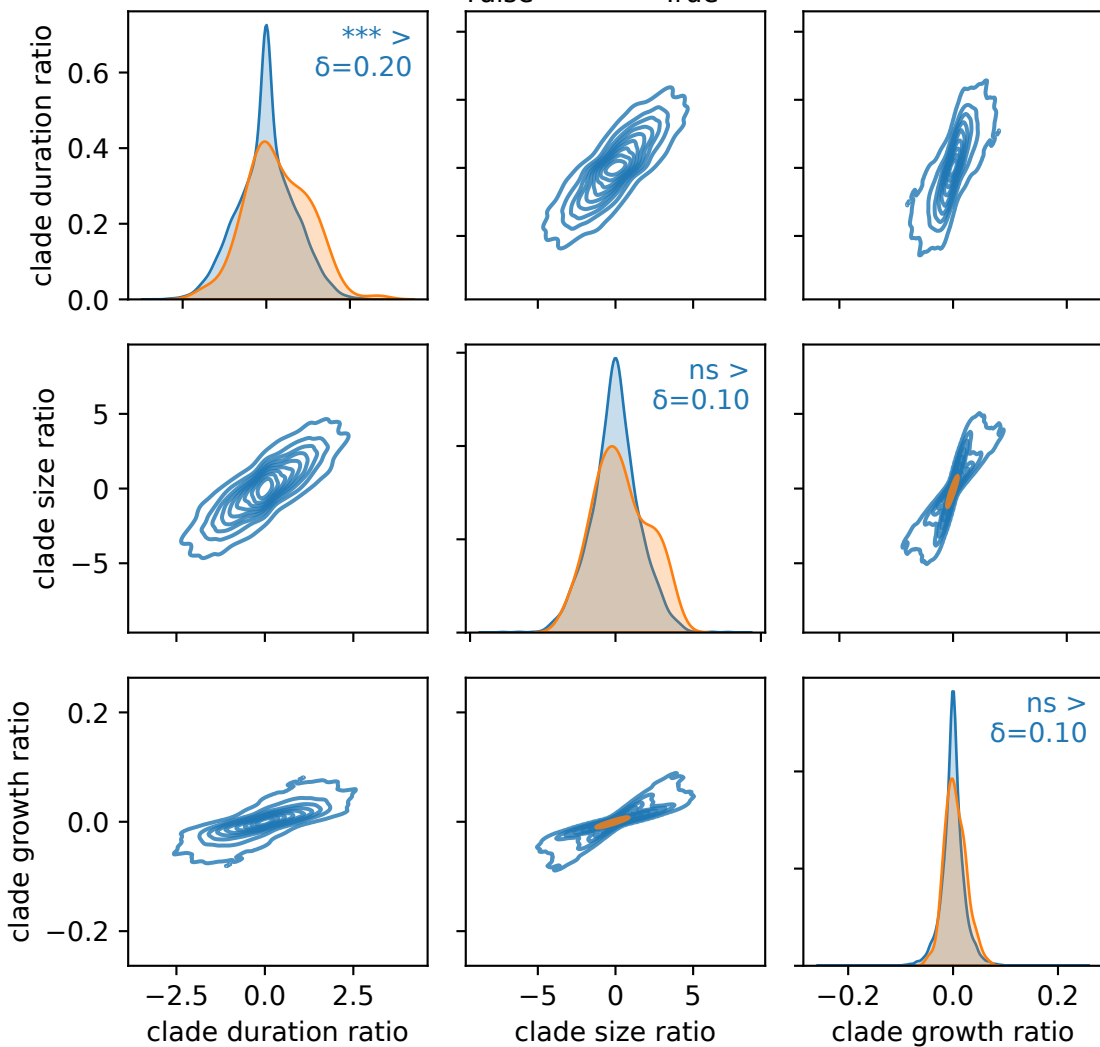 True
clade duration ratio
0.6
0.4
0.2
0.0
*** >
δ=0.20
clade size ratio
5
0
−5
ns >
δ=0.10
clade growth ratio
0.2
0.0
−0.2
ns >
δ=0.10
−2.5 0.0 2.5
−5 0 5
−0.2 0.0 0.2
clade duration ratio
clade size ratio
clade growth ratio